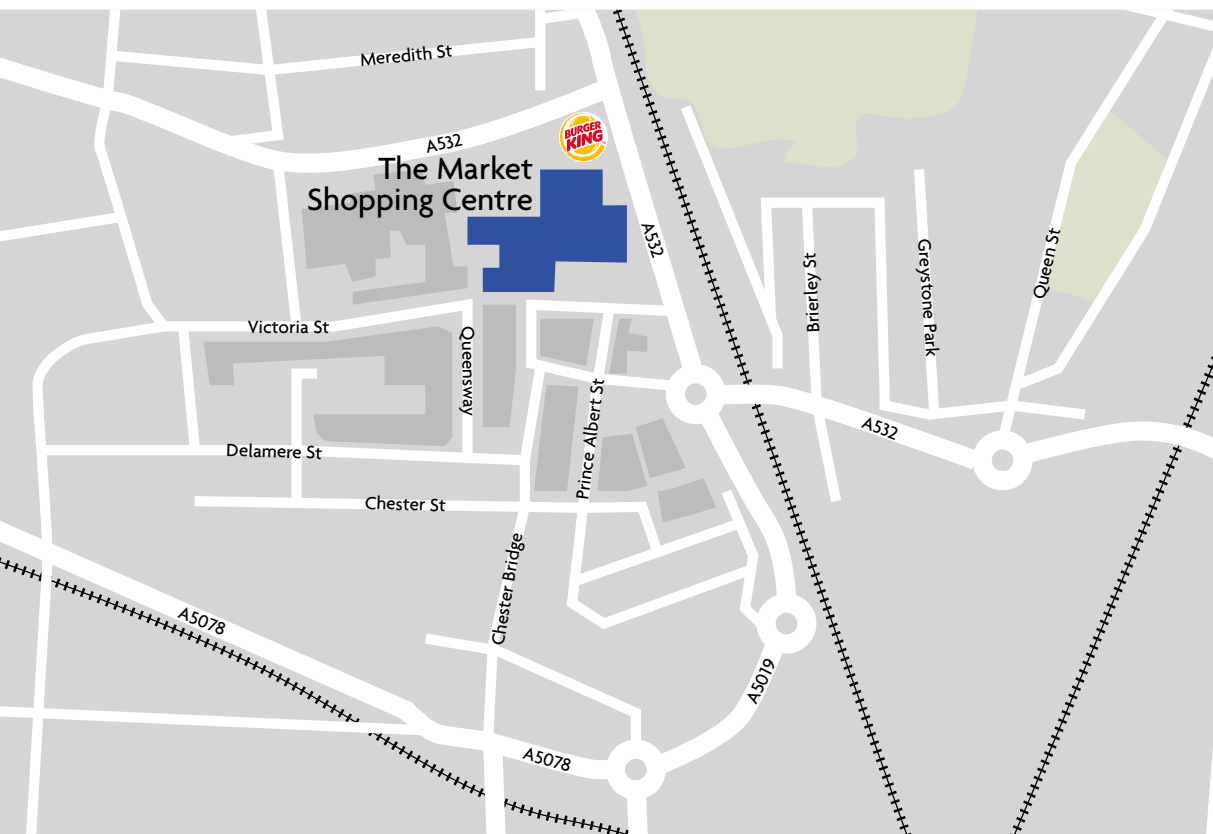 Meredith St
A532
BURGER
KING
™
The Market
Shopping Centre
A532
Queen St
Brierley St
Greystone Park
Victoria St
Queensway
Prince Albert St
A532
Delamere St
Chester St
Chester Bridge
A5078
A5019
A5078